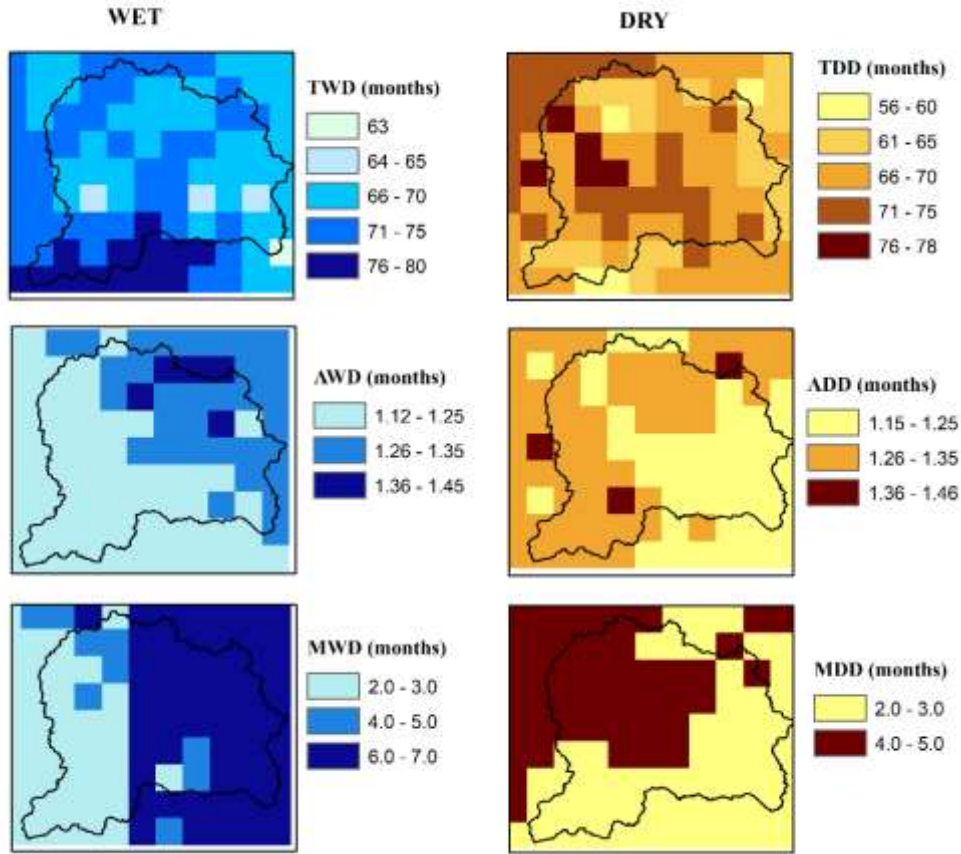 WET
TWD (months)
63
64 - 65
66 - 70
71 - 75
76 - 80
DRY
TDD (months)
56 - 60
61 - 65
66 - 70
71 - 75
76 - 78
AWD (months)
1.12 - 1.25
1.26 - 1.35
1.36 - 1.45
ADD (months)
1.15 - 1.25
1.26 - 1.35
1.36 - 1.46
MWD (months)
2.0 - 3.0
4.0 - 5.0
6.0 - 7.0
MDD (months)
2.0 - 3.0
4.0 - 5.0